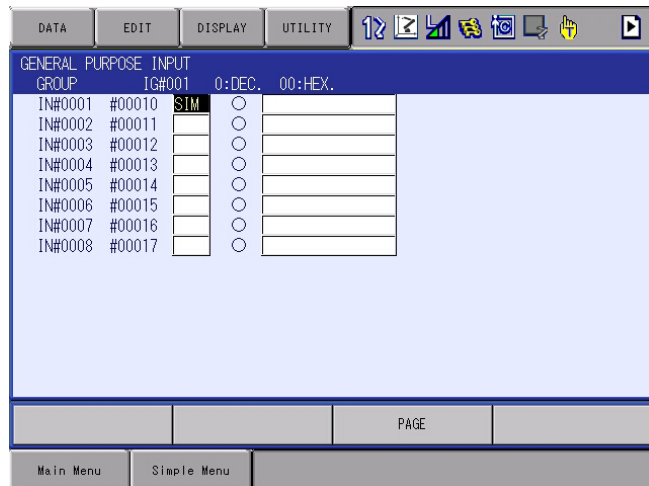 DATA EDIT DISPLAY UTILITY
GENERAL PURPOSE INPUT
GROUP IG#001 0:DEC. 00:HEX.
IN#0001 #00010 SIM
IN#0002 #00011
IN#0003 #00012
IN#0004 #00013
IN#0005 #00014
IN#0006 #00015
IN#0007 #00016
IN#0008 #00017
PAGE
Main Menu Simple Menu